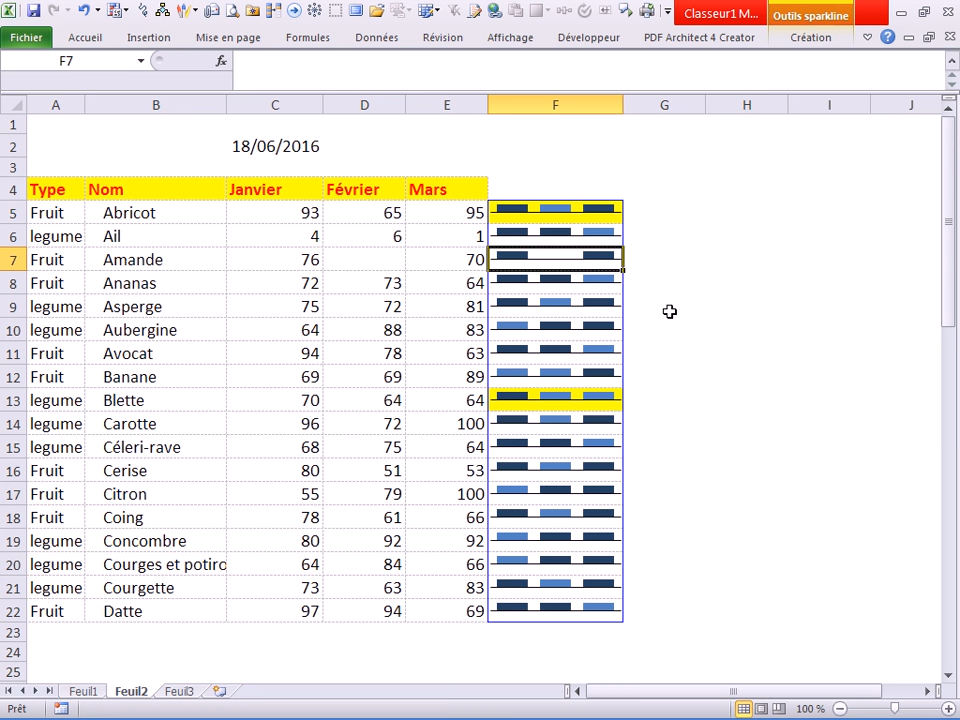 Classeur1 M...
Outils sparkline
Fichier Accueil Insertion Mise en page Formules Données Révision Affichage Développeur PDF Architect 4 Creator Création
F7 fx
A B C D E F G H I J
1
2 18/06/2016
3
4 Type Nom Janvier Février Mars
5 Fruit Abricot 93 65 95
6 legume Ail 4 6 1
7 Fruit Amande 76 70
8 Fruit Ananas 72 73 64
9 legume Asperge 75 72 81
10 legume Aubergine 64 88 83
11 Fruit Avocat 94 78 63
12 Fruit Banane 69 69 89
13 legume Blette 70 64 64
14 legume Carotte 96 72 100
15 legume Céleri-rave 68 75 64
16 Fruit Cerise 80 51 53
17 Fruit Citron 55 79 100
18 Fruit Coing 78 61 66
19 legume Concombre 80 92 92
20 legume Courges et potiro 64 84 66
21 legume Courgette 73 63 83
22 Fruit Datte 97 94 69
23
24
25
Feuil1 Feuil2 Feuil3
Prêt 100 %